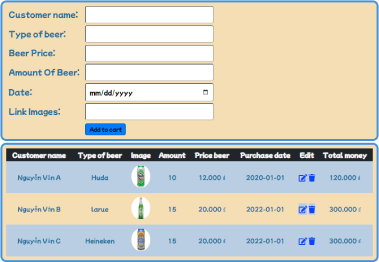 Customer name:
Type of beer:
Beer Price:
Amount Of Beer:
Date: mm/dd/yyyy
Link Images:
Add to cart
Customer name Type of beer Image Amount Price beer Purchase date Edit Total money
Nguyễn Văn A Huda 10 12.000 ₫ 2020-01-01 120.000 ₫
Nguyễn Văn B larue 15 20.000 ₫ 2022-01-01 300.000 ₫
Nguyễn Văn C Heineken 15 20.000 ₫ 2022-01-01 300.000 ₫